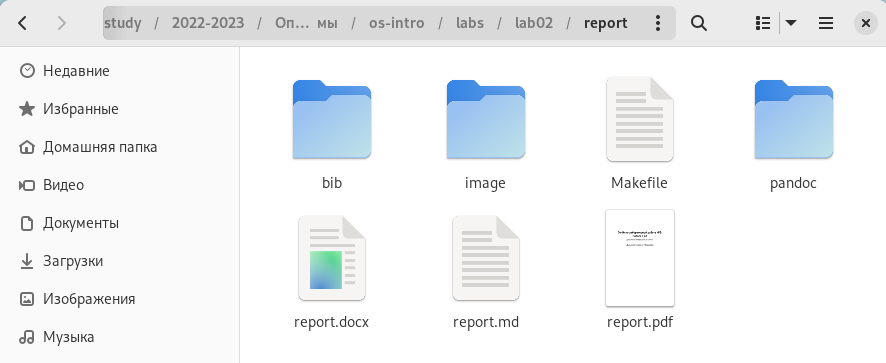 study / 2022-2023 / Оп… мы / os-intro / labs / lab02 / report
Недавние
Избранные
Домашняя папка
Видео
Документы
Загрузки
Изображения
Музыка
bib
image
Makefile
pandoc
report.docx
report.md
report.pdf